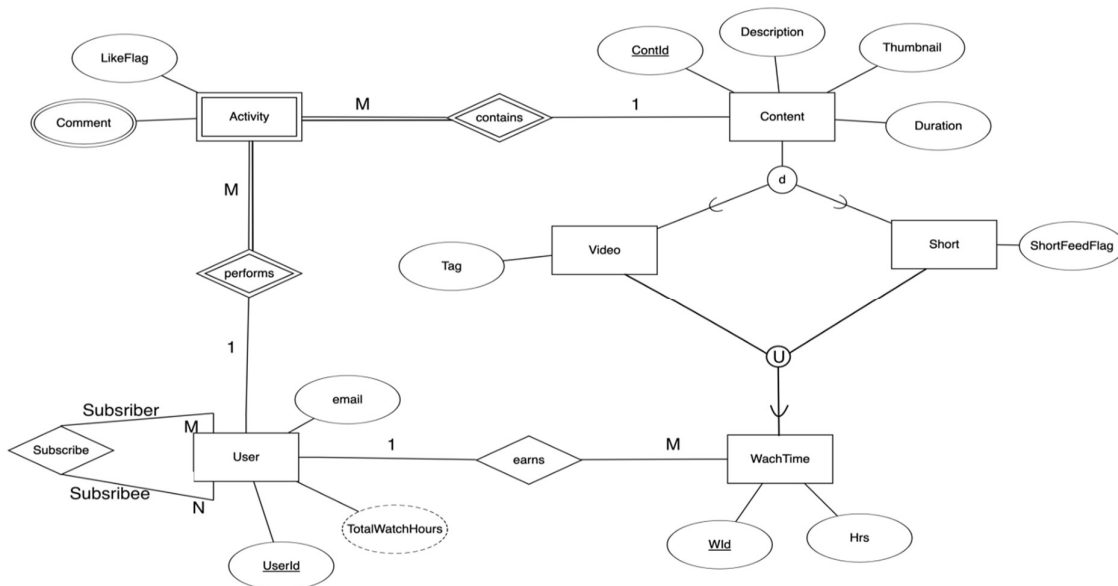 Description
ContId
Thumbnail
LikeFlag
M
1
Comment
Activity
contains
Content
Duration
d
M
Video
Short
ShortFeedFlag
Tag
performs
1
U
email
Subsriber
M
1
M
Subscribe
User
earns
WachTime
Subsribee
N
TotalWatchHours
WId
Hrs
UserId